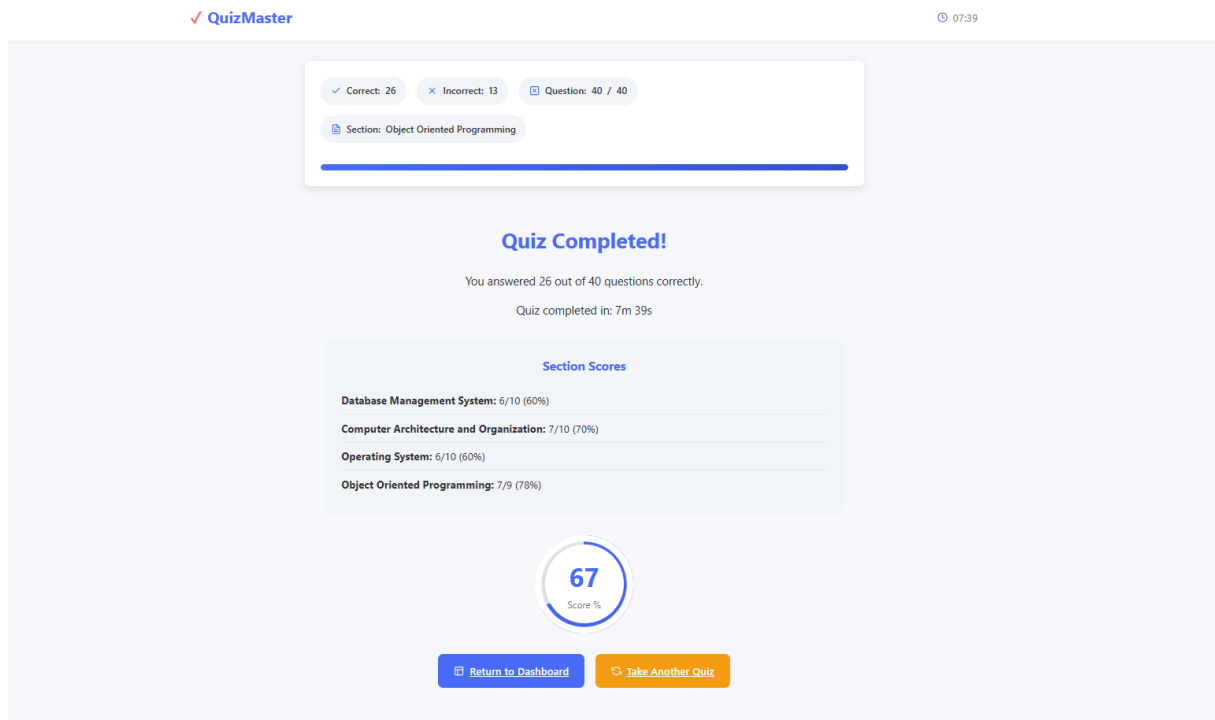 ✓ QuizMaster
07:39
Correct: 26 Incorrect: 13 Question: 40 / 40
Section: Object Oriented Programming
Quiz Completed!
You answered 26 out of 40 questions correctly.
Quiz completed in: 7m 39s
Section Scores
Database Management System: 6/10 (60%)
Computer Architecture and Organization: 7/10 (70%)
Operating System: 6/10 (60%)
Object Oriented Programming: 7/9 (78%)
67
Score %
Return to Dashboard Take Another Quiz